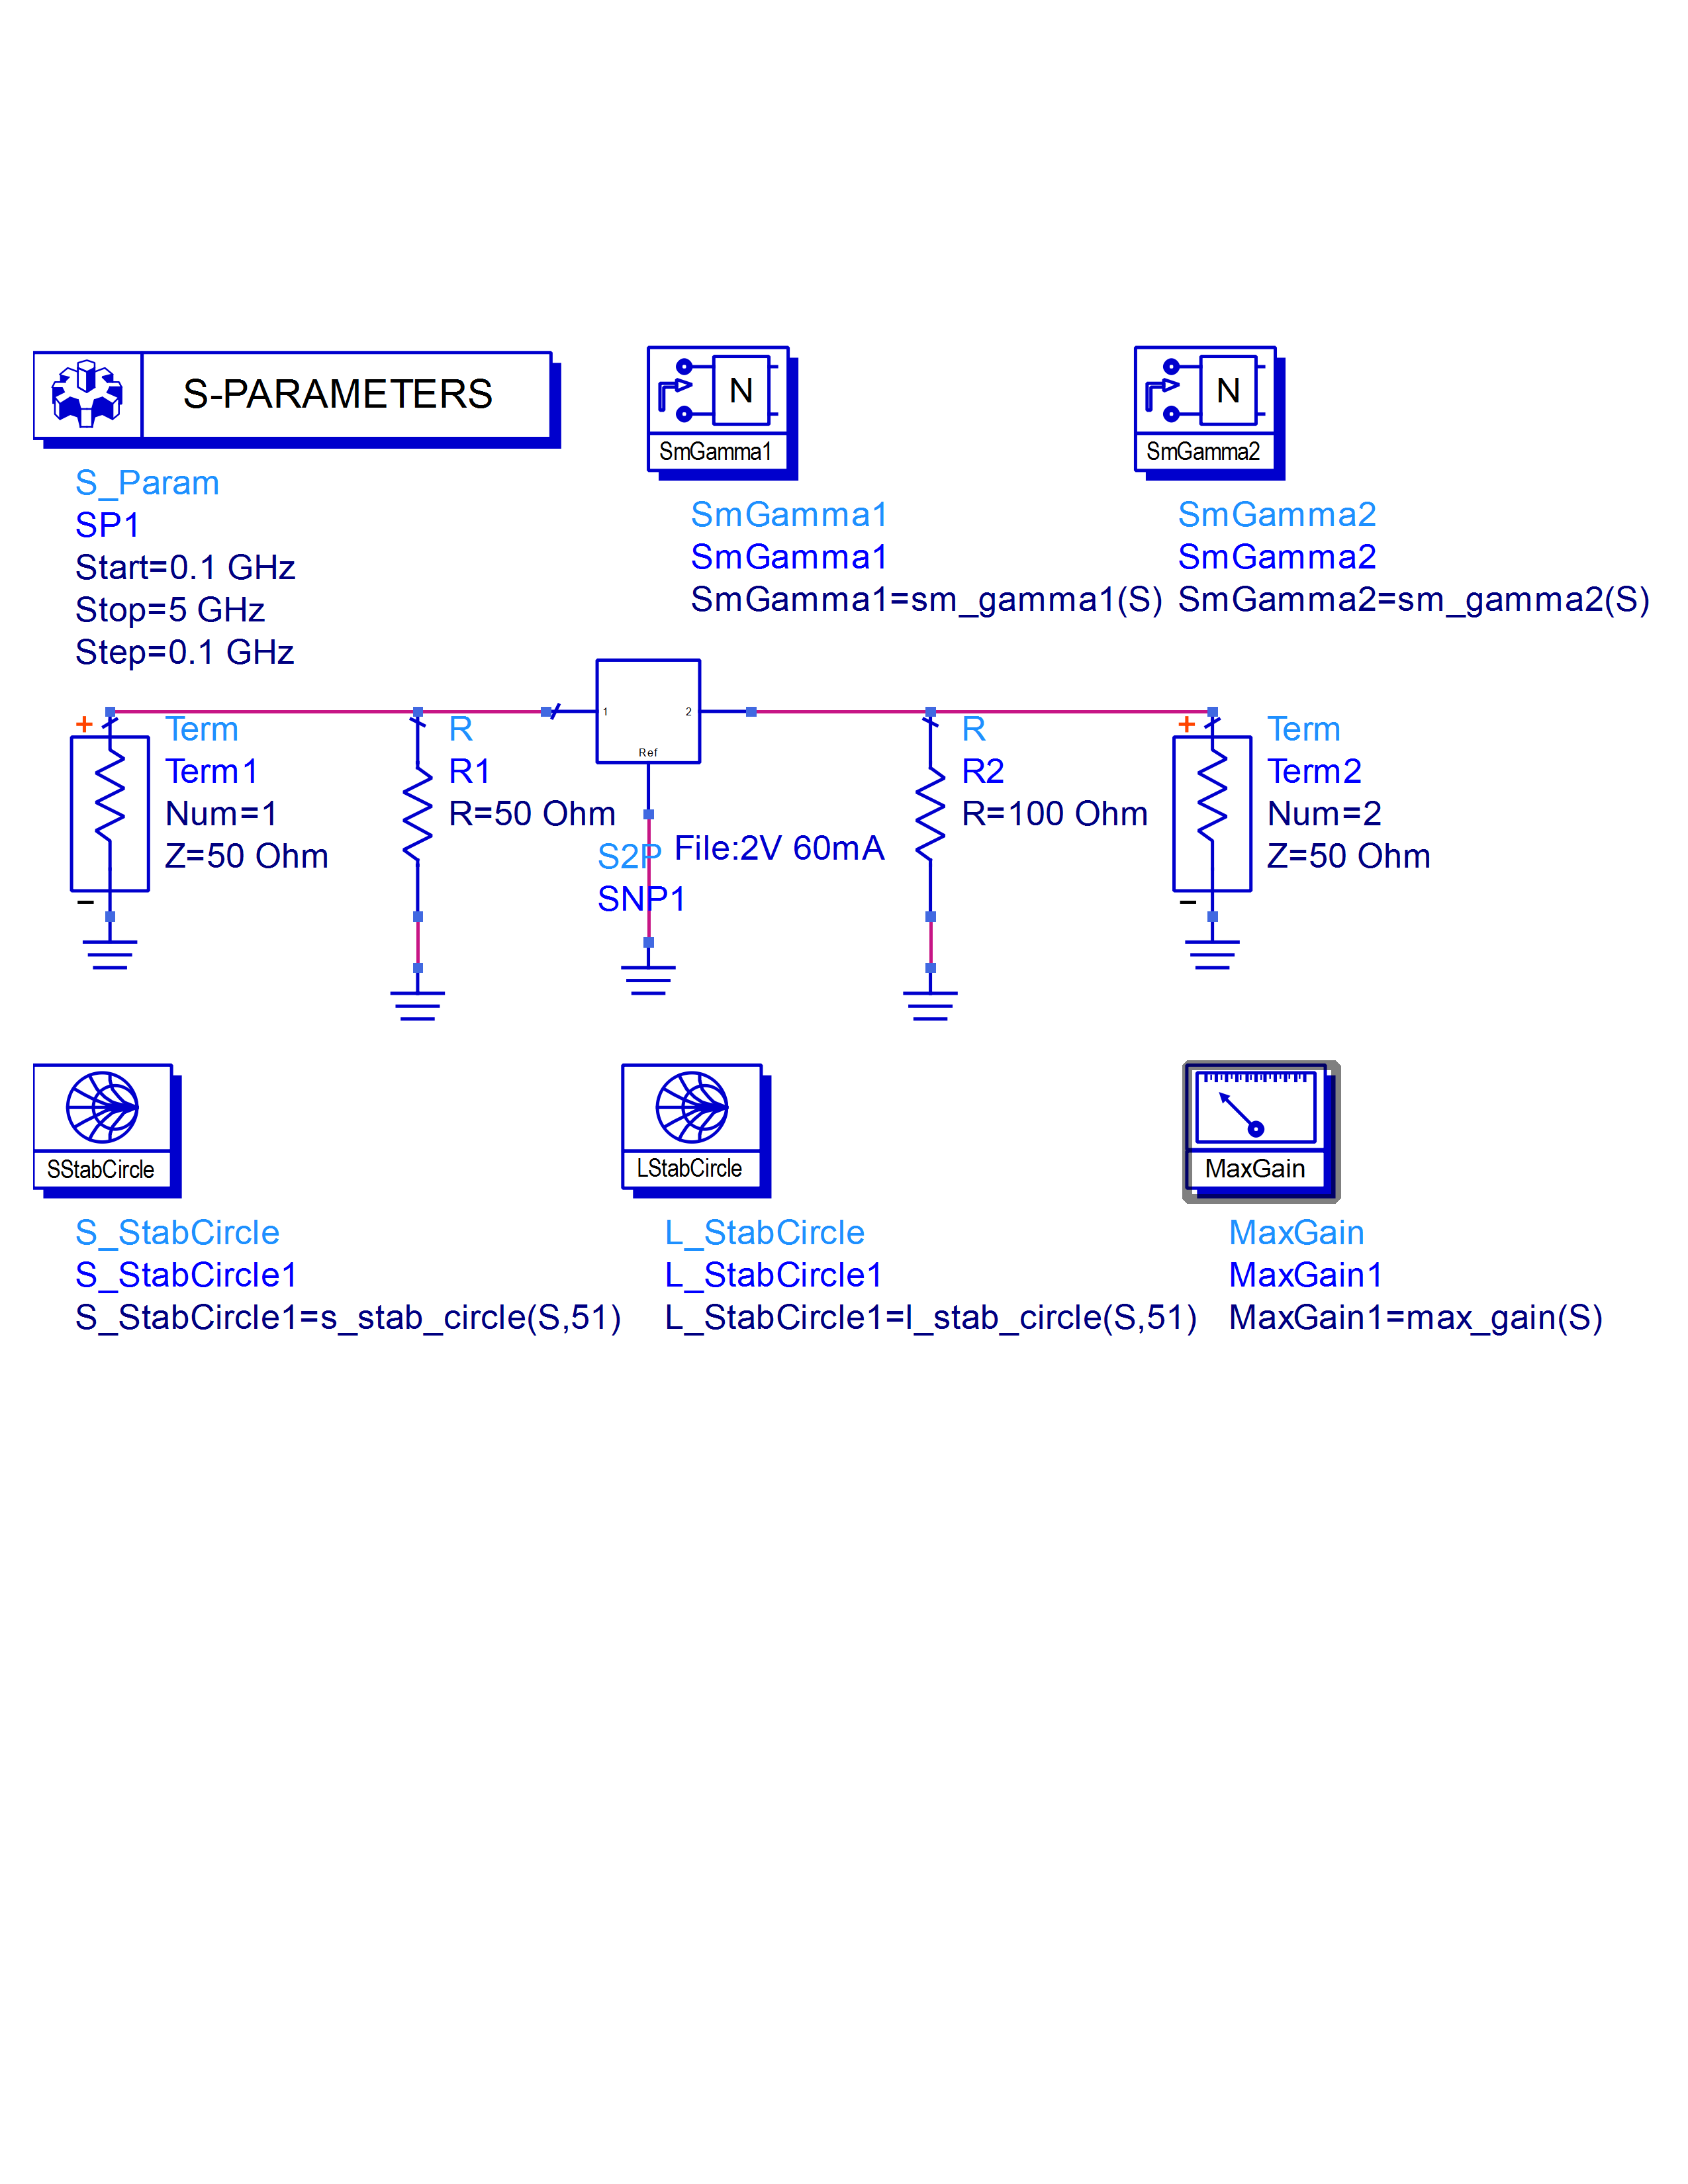 S-PARAMETERS
S_Param
SP1
Start=0.1 GHz
Stop=5 GHz
Step=0.1 GHz
N
SmGamma1
SmGamma1
SmGamma1
SmGamma1=sm_gamma1(S)
N
SmGamma2
SmGamma2
SmGamma2
SmGamma2=sm_gamma2(S)
+
Term
Term1
Num=1
Z=50 Ohm
−
R
R1
R=50 Ohm
1
2
Ref
S2P
SNP1
File:2V 60mA
R
R2
R=100 Ohm
+
Term
Term2
Num=2
Z=50 Ohm
−
SStabCircle
S_StabCircle
S_StabCircle1
S_StabCircle1=s_stab_circle(S,51)
LStabCircle
L_StabCircle
L_StabCircle1
L_StabCircle1=l_stab_circle(S,51)
MaxGain
MaxGain
MaxGain1
MaxGain1=max_gain(S)